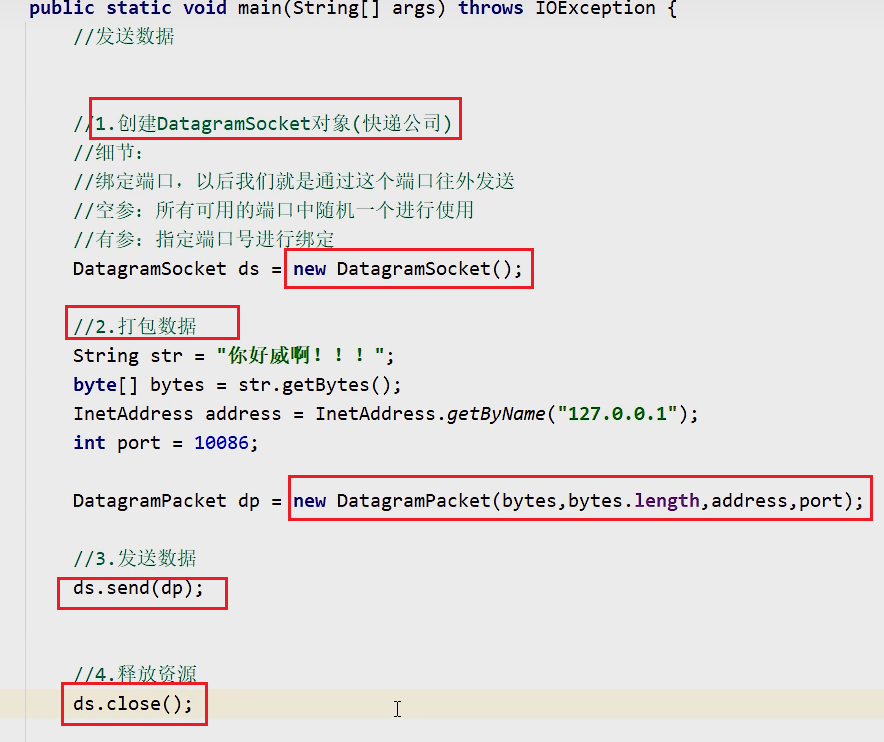 public static void main(String[] args) throws IOException {
//发送数据
//1.创建DatagramSocket对象(快递公司)
//细节：
//绑定端口，以后我们就是通过这个端口往外发送
//空参：所有可用的端口中随机一个进行使用
//有参：指定端口号进行绑定
DatagramSocket ds = new DatagramSocket();
//2.打包数据
String str = "你好威啊！！！";
byte[] bytes = str.getBytes();
InetAddress address = InetAddress.getByName("127.0.0.1");
int port = 10086;
DatagramPacket dp = new DatagramPacket(bytes,bytes.length,address,port);
//3.发送数据
ds.send(dp);
//4.释放资源
ds.close();